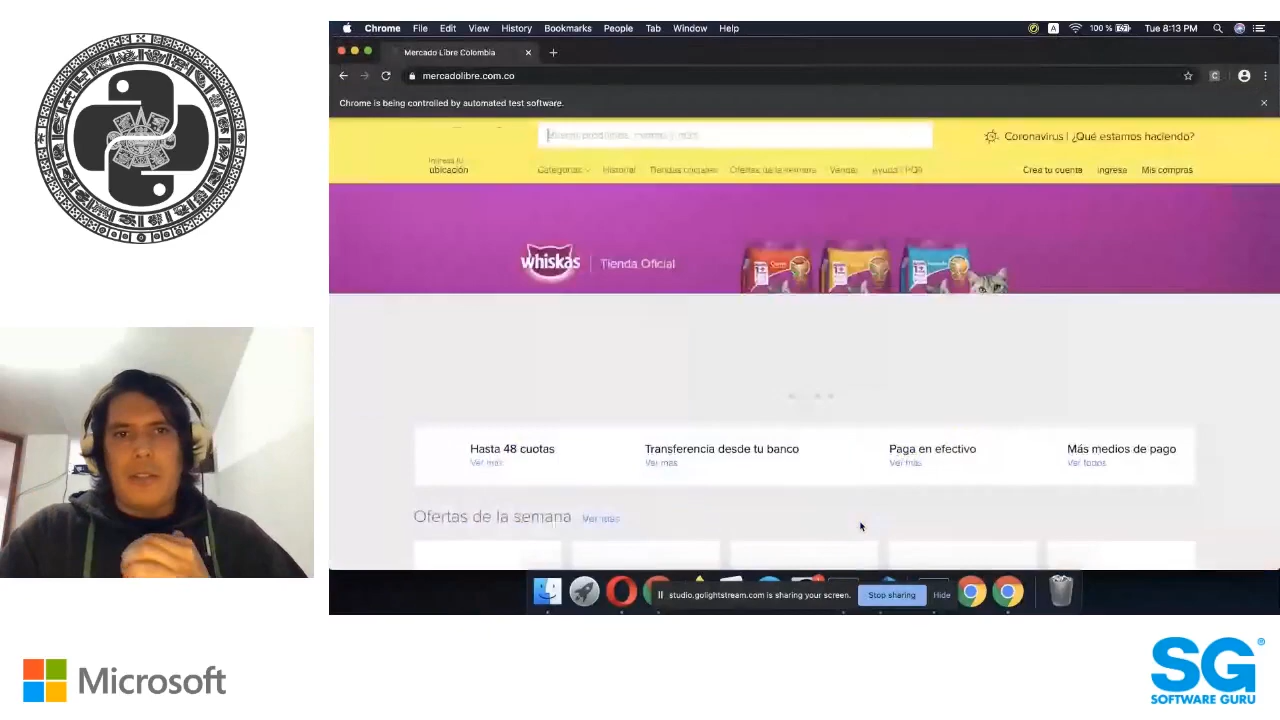 Chrome File Edit View History Bookmarks People Tab Window Help
A 100 % Tue 8:13 PM
Mercado Libre Colombia
mercadolibre.com.co
Chrome is being controlled by automated test software.
Coronavirus | ¿Qué estamos haciendo?
Ingresa tu
ubicación
Categorías Historial Tiendas oficiales Ofertas de la semana Vender Ayuda / PQR
Crea tu cuenta Ingresa Mis compras
whiskas Tienda Oficial
Hasta 48 cuotas Transferencia desde tu banco Paga en efectivo Más medios de pago
Ver más Ver más Ver más Ver todos
Ofertas de la semana Ver más
studio.golightstream.com is sharing your screen. Stop sharing Hide
Microsoft
SG
SOFTWARE GURU